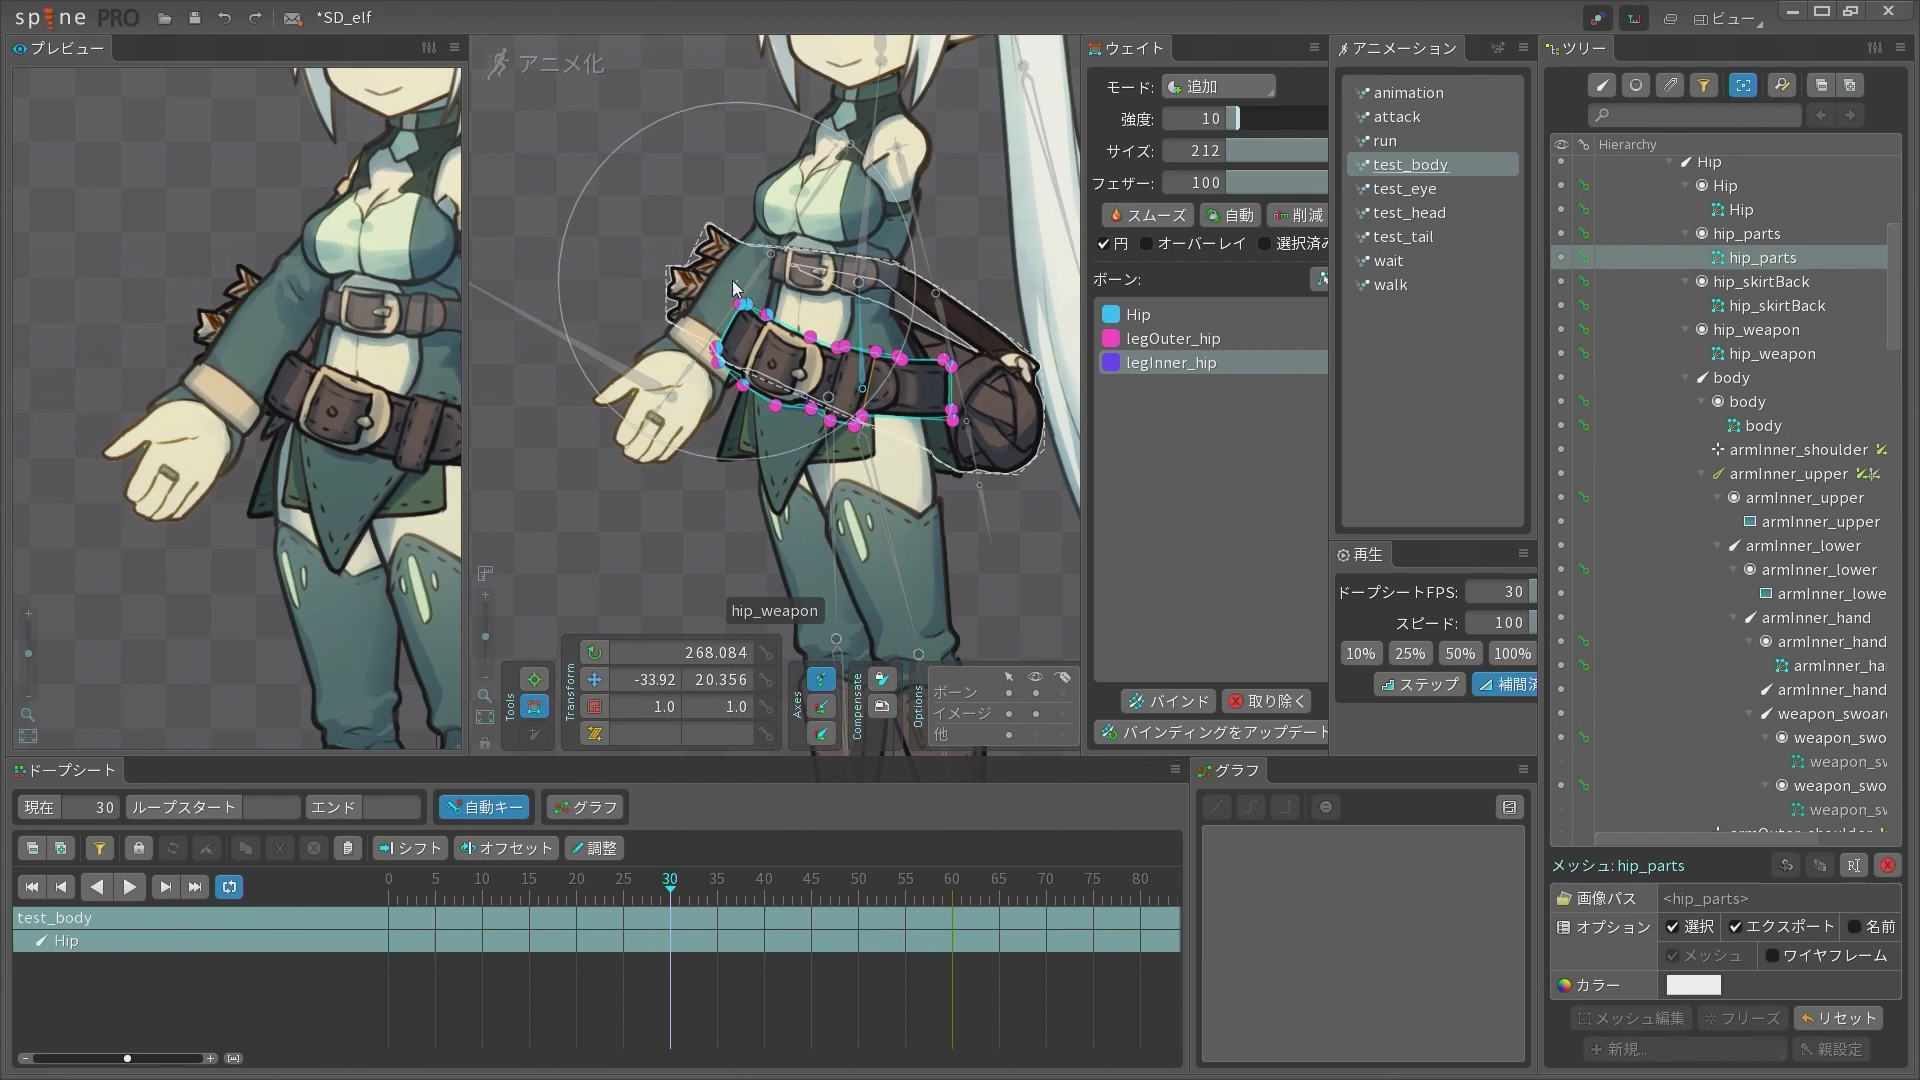 spine PRO
*SD_elf
ビュー
プレビュー
アニメ化
hip_weapon
Tools
Transform
268.084
-33.92 20.356
1.0 1.0
Axes
Compensate
Options
ボーン
イメージ
他
ウェイト
モード: 追加
強度: 10
サイズ: 212
フェザー: 100
スムーズ 自動 削減
円 オーバーレイ 選択済み
ボーン:
Hip
legOuter_hip
legInner_hip
バインド 取り除く
バインディングをアップデート
アニメーション
animation
attack
run
test_body
test_eye
test_head
test_tail
wait
walk
再生
ドープシートFPS: 30
スピード: 100
10% 25% 50% 100%
ステップ 補間済
ツリー
Hierarchy
Hip
Hip
Hip
hip_parts
hip_parts
hip_skirtBack
hip_skirtBack
hip_weapon
hip_weapon
body
body
body
armInner_shoulder
armInner_upper
armInner_upper
armInner_upper
armInner_lower
armInner_lower
armInner_lowe
armInner_hand
armInner_hand
armInner_ha
armInner_hand
weapon_swoar
weapon_swo
weapon_sv
weapon_swo
weapon_sv
armOuter_shoulder
メッシュ: hip_parts
画像パス <hip_parts>
オプション 選択 エクスポート 名前
メッシュ ワイヤフレーム
カラー
メッシュ編集 フリーズ リセット
新規... 親設定
ドープシート
現在 30 ループスタート エンド 自動キー グラフ
シフト オフセット 調整
0 5 10 15 20 25 30 35 40 45 50 55 60 65 70 75 80
test_body
Hip
グラフ